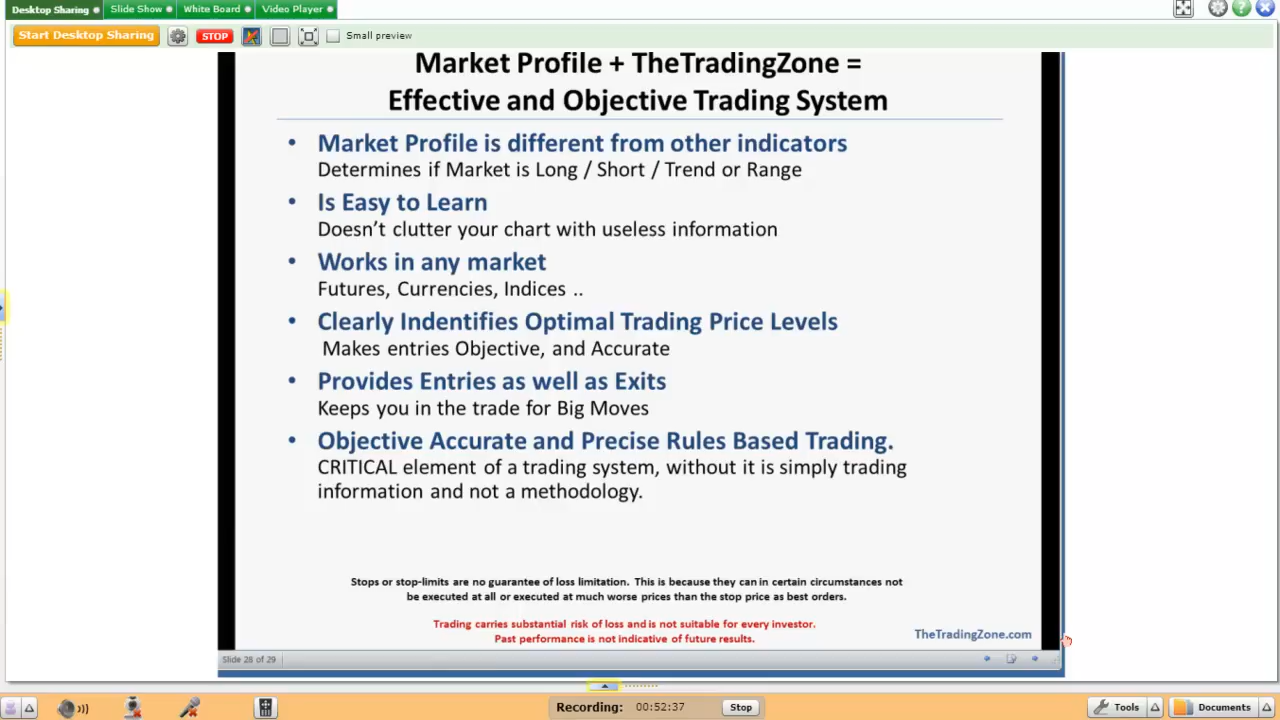 Desktop Sharing
Slide Show
White Board
Video Player
Start Desktop Sharing
STOP
Small preview
Market Profile + TheTradingZone =
Effective and Objective Trading System
• Market Profile is different from other indicators
Determines if Market is Long / Short / Trend or Range
• Is Easy to Learn
Doesn’t clutter your chart with useless information
• Works in any market
Futures, Currencies, Indices ..
• Clearly Indentifies Optimal Trading Price Levels
Makes entries Objective, and Accurate
• Provides Entries as well as Exits
Keeps you in the trade for Big Moves
• Objective Accurate and Precise Rules Based Trading.
CRITICAL element of a trading system, without it is simply trading
information and not a methodology.
Stops or stop-limits are no guarantee of loss limitation. This is because they can in certain circumstances not
be executed at all or executed at much worse prices than the stop price as best orders.
Trading carries substantial risk of loss and is not suitable for every investor.
Past performance is not indicative of future results.
TheTradingZone.com
Slide 28 of 29
Recording: 00:52:37
Stop
Tools
Documents